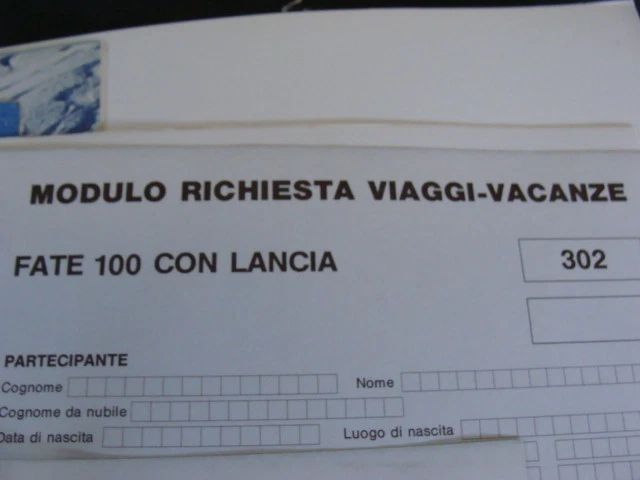 MODULO RICHIESTA VIAGGI-VACANZE
FATE 100 CON LANCIA 302
PARTECIPANTE
Cognome Nome
Cognome da nubile
Data di nascita Luogo di nascita